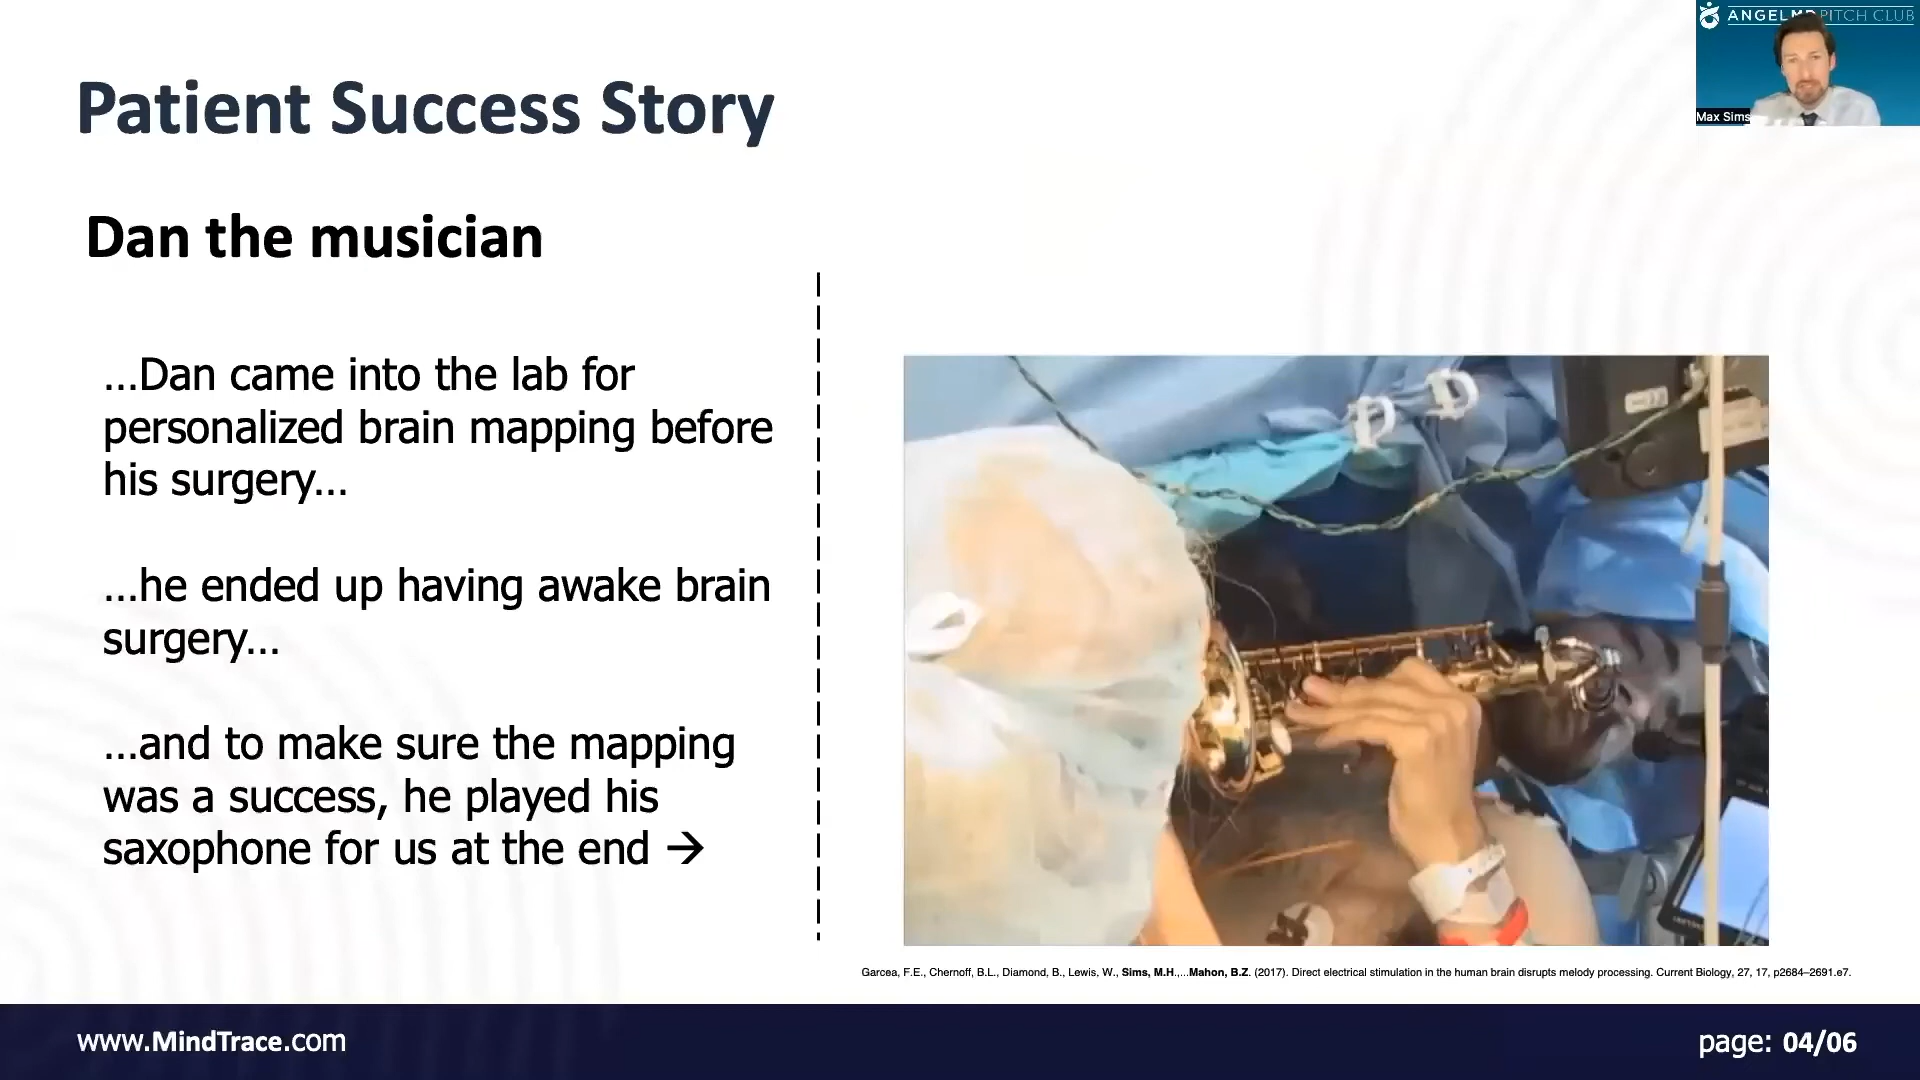 ANGELMD PITCH CLUB
Max Sims
Patient Success Story
Dan the musician
...Dan came into the lab for
personalized brain mapping before
his surgery...
...he ended up having awake brain
surgery...
...and to make sure the mapping
was a success, he played his
saxophone for us at the end →
Garcea, F.E., Chernoff, B.L., Diamond, B., Lewis, W., Sims, M.H.,...Mahon, B.Z. (2017). Direct electrical stimulation in the human brain disrupts melody processing. Current Biology, 27, 17, p2684–2691.e7.
www.MindTrace.com
page: 04/06